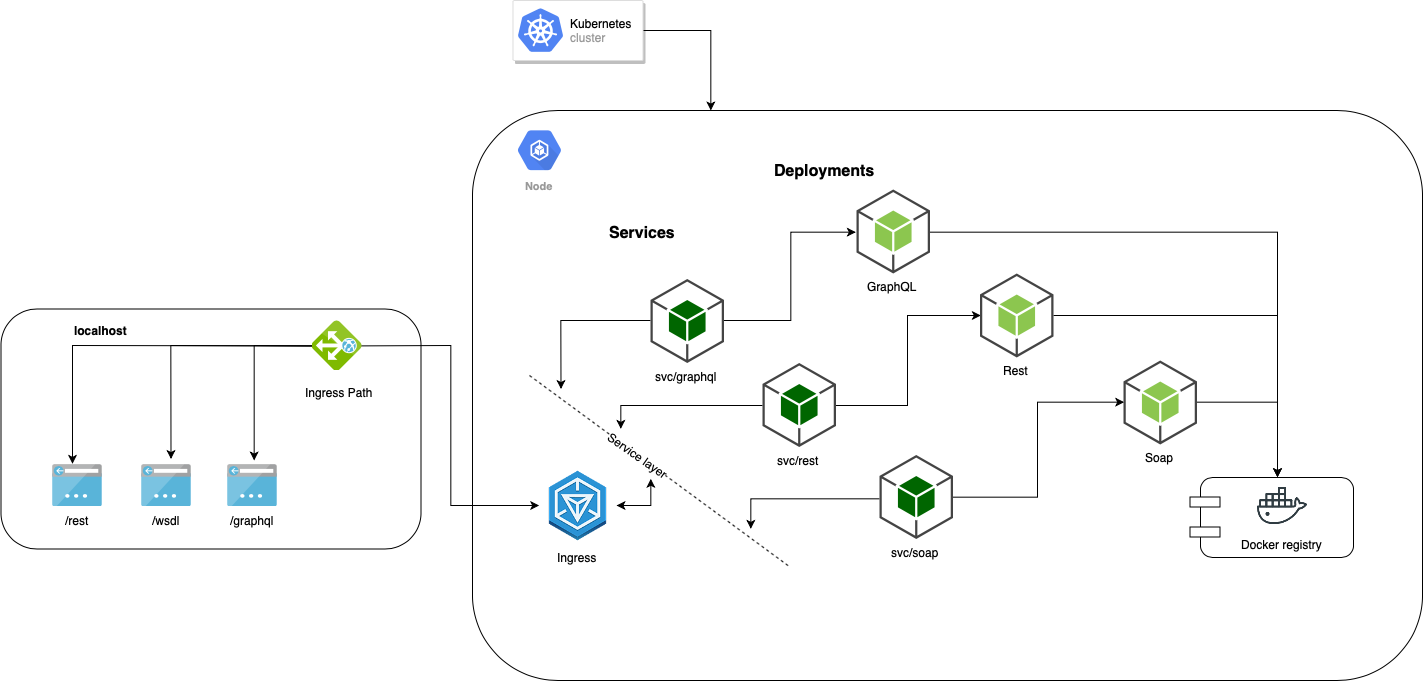 Kubernetes
cluster
Node
Deployments
Services
GraphQL
svc/graphql
Rest
svc/rest
Soap
svc/soap
Service layer
Ingress
Docker registry
localhost
Ingress Path
/rest
/wsdl
/graphql